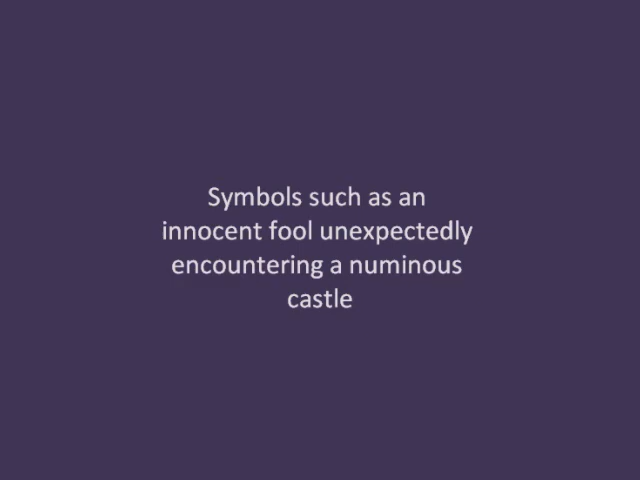 Symbols such as an
innocent fool unexpectedly
encountering a numinous
castle